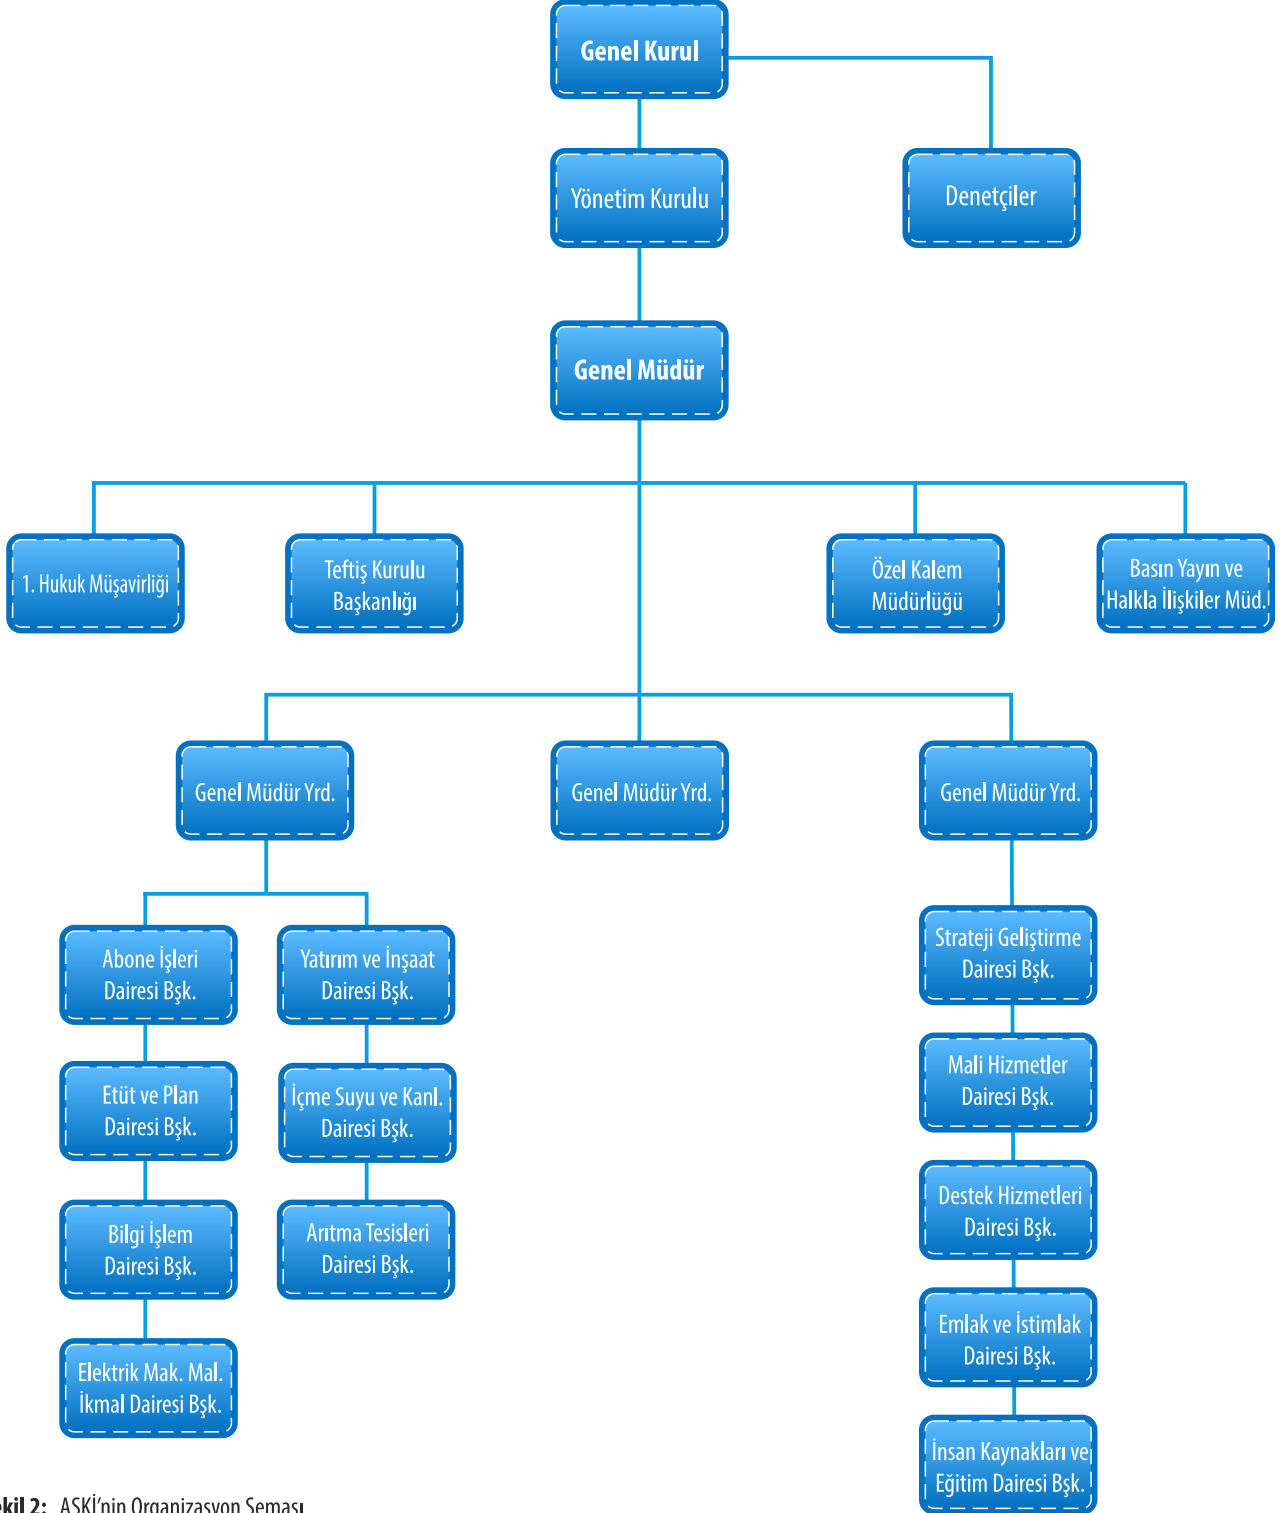 Genel Kurul
Yönetim Kurulu
Denetçiler
Genel Müdür
1. Hukuk Müşavirliği
Teftiş Kurulu
Başkanlığı
Özel Kalem
Müdürlüğü
Basın Yayın ve
Halkla İlişkiler Müd.
Genel Müdür Yrd.
Genel Müdür Yrd.
Genel Müdür Yrd.
Abone İşleri
Dairesi Bşk.
Etüt ve Plan
Dairesi Bşk.
Bilgi İşlem
Dairesi Bşk.
Elektrik Mak. Mal.
İkmal Dairesi Bşk.
Yatırım ve İnşaat
Dairesi Bşk.
İçme Suyu ve Kanl.
Dairesi Bşk.
Arıtma Tesisleri
Dairesi Bşk.
Strateji Geliştirme
Dairesi Bşk.
Mali Hizmetler
Dairesi Bşk.
Destek Hizmetleri
Dairesi Bşk.
Emlak ve İstimlak
Dairesi Bşk.
İnsan Kaynakları ve
Eğitim Dairesi Bşk.
ekil 2: ASKİ'nin Organizasyon Şeması